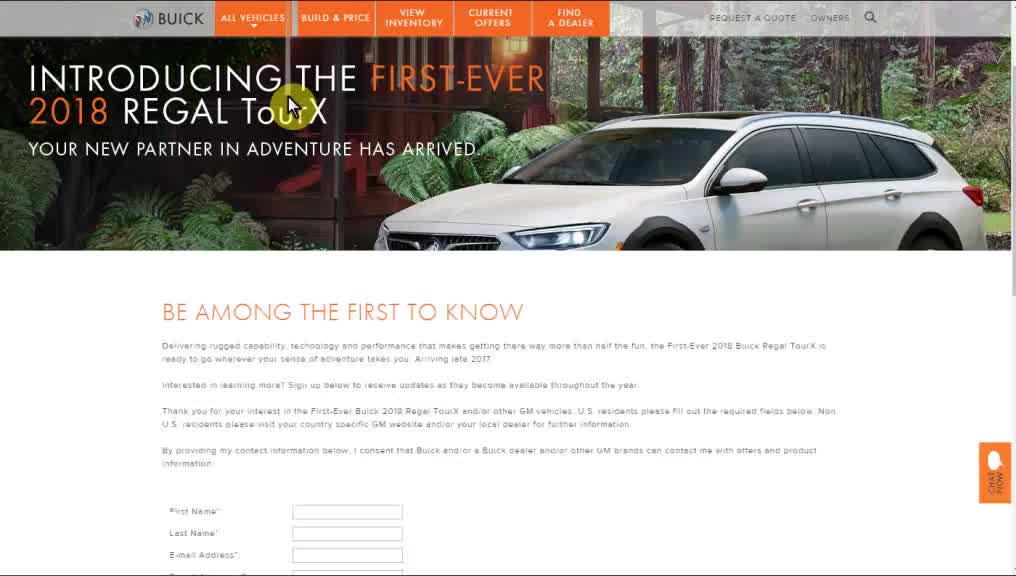 BUICK
ALL VEHICLES
BUILD & PRICE
VIEW
INVENTORY
CURRENT
OFFERS
FIND
A DEALER
REQUEST A QUOTE
OWNERS
INTRODUCING THE FIRST-EVER
2018 REGAL TourX
YOUR NEW PARTNER IN ADVENTURE HAS ARRIVED.
BE AMONG THE FIRST TO KNOW
Delivering rugged capability, technology and performance that makes getting there way more than half the fun, the First-Ever 2018 Buick Regal TourX is
ready to go wherever your sense of adventure takes you. Arriving late 2017.
Interested in learning more? Sign up below to receive updates as they become available throughout the year.
Thank you for your interest in the First-Ever Buick 2018 Regal TourX and/or other GM vehicles. U.S. residents please fill out the required fields below. Non
U.S. residents please visit your country specific GM website and/or your local dealer for further information.
By providing my contact information below, I consent that Buick and/or a Buick dealer and/or other GM brands can contact me with offers and product
information.
First Name*:
Last Name*:
E-mail Address*:
CHAT
NOW